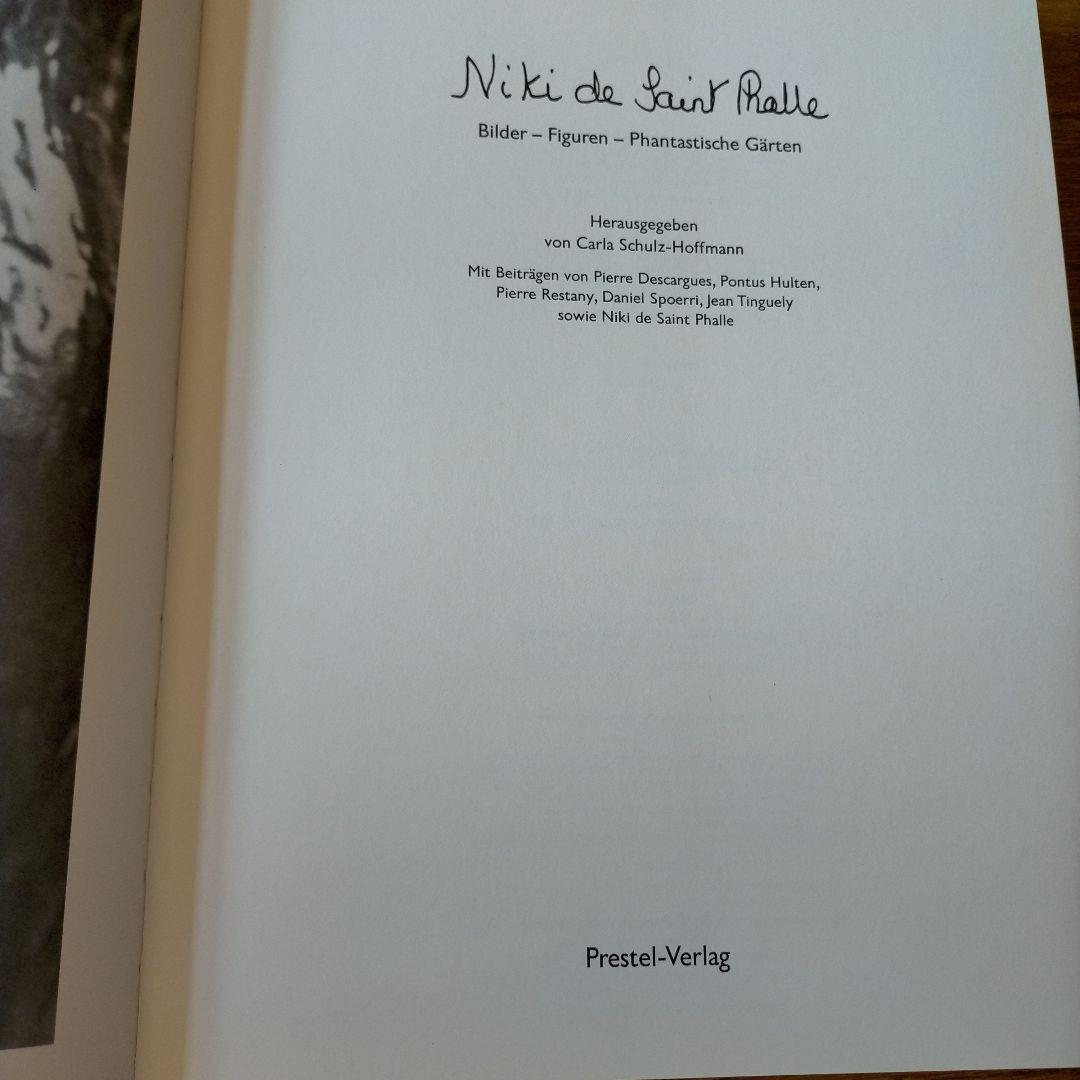 Niki de Saint Phalle
Bilder – Figuren – Phantastische Gärten
Herausgegeben
von Carla Schulz-Hoffmann
Mit Beiträgen von Pierre Descargues, Pontus Hulten,
Pierre Restany, Daniel Spoerri, Jean Tinguely
sowie Niki de Saint Phalle
Prestel-Verlag